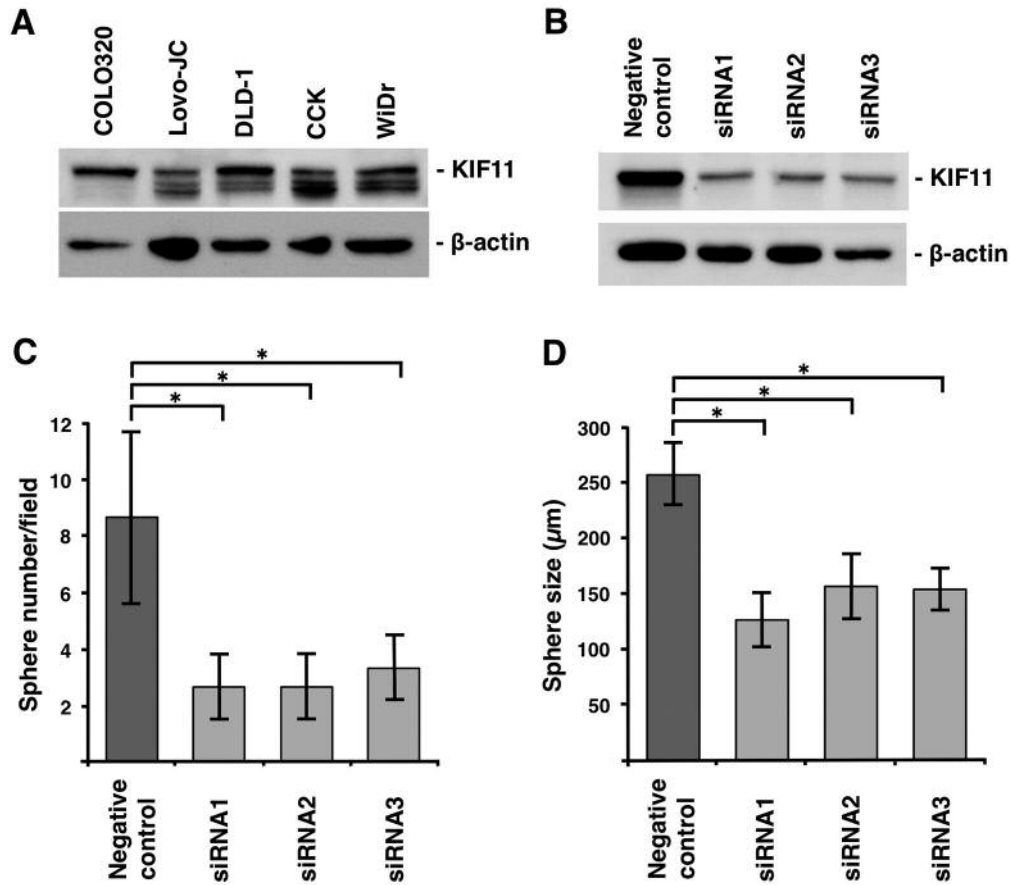 A
COLO320
Lovo-JC
DLD-1
CCK
WiDr
- KIF11
- β-actin
B
Negative
control
siRNA1
siRNA2
siRNA3
- KIF11
- β-actin
C
*
*
*
12
10
8
6
4
2
Sphere number/field
Negative
control
siRNA1
siRNA2
siRNA3
D
*
*
*
300
250
200
150
100
50
Sphere size (µm)
Negative
control
siRNA1
siRNA2
siRNA3